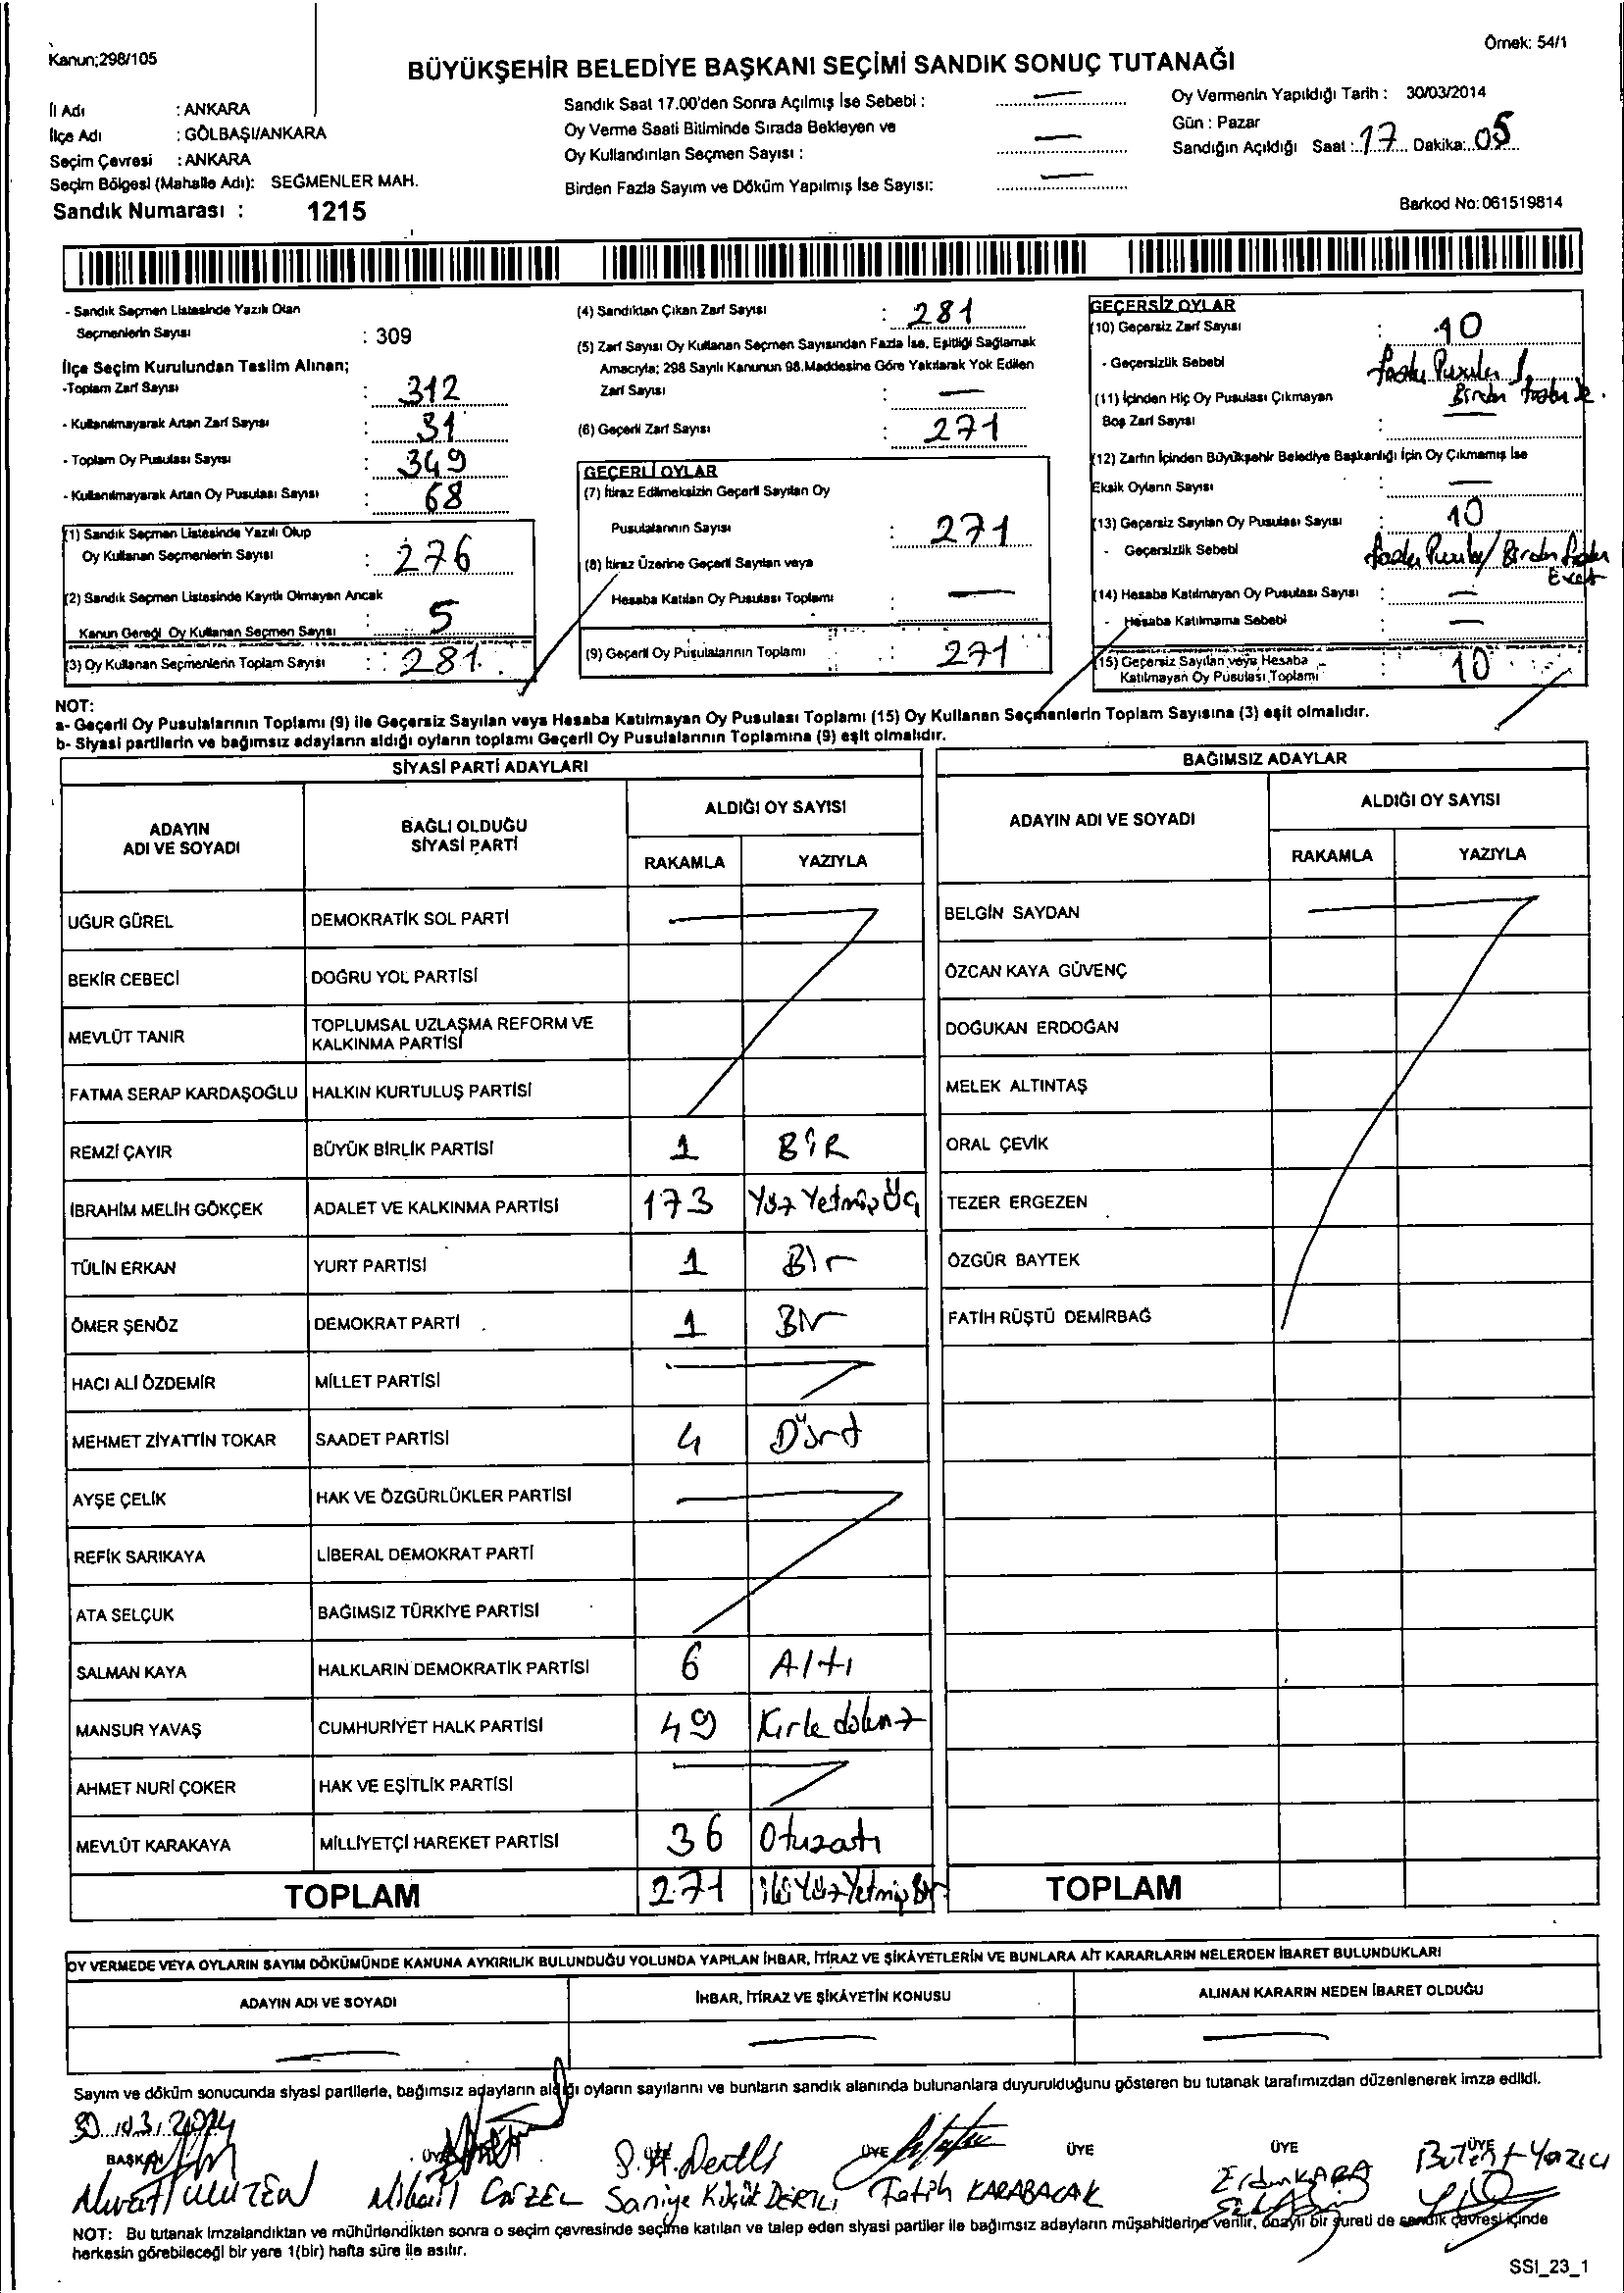 Kanun;298/105
Örnek: 54/1
BÜYÜKŞEHİR BELEDİYE BAŞKANI SEÇİMİ SANDIK SONUÇ TUTANAĞI
İl Adı : ANKARA
İlçe Adı : GÖLBAŞI/ANKARA
Seçim Çevresi : ANKARA
Seçim Bölgesi (Mahalle Adı): SEĞMENLER MAH.
Sandık Numarası : 1215
Sandık Saat 17.00'den Sonra Açılmış İse Sebebi : —
Oy Verme Saati Bitiminde Sırada Bekleyen ve
Oy Kullandırılan Seçmen Sayısı : —
Birden Fazla Sayım ve Döküm Yapılmış İse Sayısı: —
Oy Vermenin Yapıldığı Tarih : 30/03/2014
Gün : Pazar
Sandığın Açıldığı Saat : 17 Dakika: 05
Barkod No: 061519814
- Sandık Seçmen Listesinde Yazılı Olan
Seçmenlerin Sayısı : 309
İlçe Seçim Kurulundan Teslim Alınan;
-Toplam Zarf Sayısı : 312
- Kullanılmayarak Artan Zarf Sayısı : 31
- Toplam Oy Pusulası Sayısı : 349
- Kullanılmayarak Artan Oy Pusulası Sayısı : 68
(1) Sandık Seçmen Listesinde Yazılı Olup
Oy Kullanan Seçmenlerin Sayısı : 276
(2) Sandık Seçmen Listesinde Kayıtlı Olmayan Ancak
Kanun Gereği Oy Kullanan Seçmen Sayısı : 5
(3) Oy Kullanan Seçmenlerin Toplam Sayısı : 281
(4) Sandıktan Çıkan Zarf Sayısı : 281
(5) Zarf Sayısı Oy Kullanan Seçmen Sayısından Fazla İse, Eşitliği Sağlamak
Amacıyla; 298 Sayılı Kanunun 98.Maddesine Göre Yakılarak Yok Edilen
Zarf Sayısı : —
(6) Geçerli Zarf Sayısı : 271
GEÇERLİ OYLAR
(7) İtiraz Edilmeksizin Geçerli Sayılan Oy
Pusulalarının Sayısı : 271
(8) İtiraz Üzerine Geçerli Sayılan veya
Hesaba Katılan Oy Pusulası Toplamı : —
(9) Geçerli Oy Pusulalarının Toplamı : 271
GEÇERSİZ OYLAR
(10) Geçersiz Zarf Sayısı : 10
- Geçersizlik Sebebi
(11) İçinden Hiç Oy Pusulası Çıkmayan
Boş Zarf Sayısı : —
(12) Zarfın İçinden Büyükşehir Belediye Başkanlığı İçin Oy Çıkmamış İse
Eksik Oyların Sayısı : —
(13) Geçersiz Sayılan Oy Pusulası Sayısı : 10
- Geçersizlik Sebebi
(14) Hesaba Katılmayan Oy Pusulası Sayısı : —
- Hesaba Katılmama Sebebi : —
(15) Geçersiz Sayılan veya Hesaba
Katılmayan Oy Pusulası Toplamı : 10
NOT:
a- Geçerli Oy Pusulalarının Toplamı (9) ile Geçersiz Sayılan veya Hesaba Katılmayan Oy Pusulası Toplamı (15) Oy Kullanan Seçmenlerin Toplam Sayısına (3) eşit olmalıdır.
b- Siyasi partilerin ve bağımsız adayların aldığı oyların toplamı Geçerli Oy Pusulalarının Toplamına (9) eşit olmalıdır.
SİYASİ PARTİ ADAYLARI
ADAYIN ADI VE SOYADI
BAĞLI OLDUĞU SİYASİ PARTİ
ALDIĞI OY SAYISI
RAKAMLA YAZIYLA
UĞUR GÜREL DEMOKRATİK SOL PARTİ —
BEKİR CEBECİ DOĞRU YOL PARTİSİ
MEVLÜT TANIR TOPLUMSAL UZLAŞMA REFORM VE KALKINMA PARTİSİ
FATMA SERAP KARDAŞOĞLU HALKIN KURTULUŞ PARTİSİ
REMZİ ÇAYIR BÜYÜK BİRLİK PARTİSİ 1 BİR
İBRAHİM MELİH GÖKÇEK ADALET VE KALKINMA PARTİSİ 173 Yüz Yetmiş Üç
TÜLİN ERKAN YURT PARTİSİ 1 Bir
ÖMER ŞENÖZ DEMOKRAT PARTİ 1 Bir
HACI ALİ ÖZDEMİR MİLLET PARTİSİ —
MEHMET ZİYATTİN TOKAR SAADET PARTİSİ 4 Dört
AYŞE ÇELİK HAK VE ÖZGÜRLÜKLER PARTİSİ —
REFİK SARIKAYA LİBERAL DEMOKRAT PARTİ
ATA SELÇUK BAĞIMSIZ TÜRKİYE PARTİSİ
SALMAN KAYA HALKLARIN DEMOKRATİK PARTİSİ 6 Altı
MANSUR YAVAŞ CUMHURİYET HALK PARTİSİ 49 Kırk dokuz
AHMET NURİ ÇOKER HAK VE EŞİTLİK PARTİSİ —
MEVLÜT KARAKAYA MİLLİYETÇİ HAREKET PARTİSİ 36 Otuzaltı
TOPLAM 271 İki Yüz Yetmiş Bir
BAĞIMSIZ ADAYLAR
ADAYIN ADI VE SOYADI
ALDIĞI OY SAYISI
RAKAMLA YAZIYLA
BELGİN SAYDAN —
ÖZCAN KAYA GÜVENÇ
DOĞUKAN ERDOĞAN
MELEK ALTINTAŞ
ORAL ÇEVİK
TEZER ERGEZEN
ÖZGÜR BAYTEK
FATİH RÜŞTÜ DEMİRBAĞ
TOPLAM
OY VERMEDE VEYA OYLARIN SAYIM DÖKÜMÜNDE KANUNA AYKIRILIK BULUNDUĞU YOLUNDA YAPILAN İHBAR, İTİRAZ VE ŞİKÂYETLERİN VE BUNLARA AİT KARARLARIN NELERDEN İBARET BULUNDUKLARI
ADAYIN ADI VE SOYADI İHBAR, İTİRAZ VE ŞİKÂYETİN KONUSU ALINAN KARARIN NEDEN İBARET OLDUĞU
— — —
Sayım ve döküm sonucunda siyasi partilerle, bağımsız adayların aldığı oyların sayılarını ve bunların sandık alanında bulunanlara duyurulduğunu gösteren bu tutanak tarafımızdan düzenlenerek imza edildi.
30.03.2014
BAŞKAN ÜYE ÜYE ÜYE ÜYE ÜYE ÜYE
Murat ULUTEN Mikail GÜZEL Saniye Küçük DERTLİ Fatih KARABACAK Bülent Yazıcı
NOT: Bu tutanak imzalandıktan ve mühürlendikten sonra o seçim çevresinde seçime katılan ve talep eden siyasi partiler ile bağımsız adayların müşahitlerine verilir, onaylı bir sureti de sandık çevresi içinde
herkesin görebileceği bir yere 1(bir) hafta süre ile asılır.
SSİ_23_1